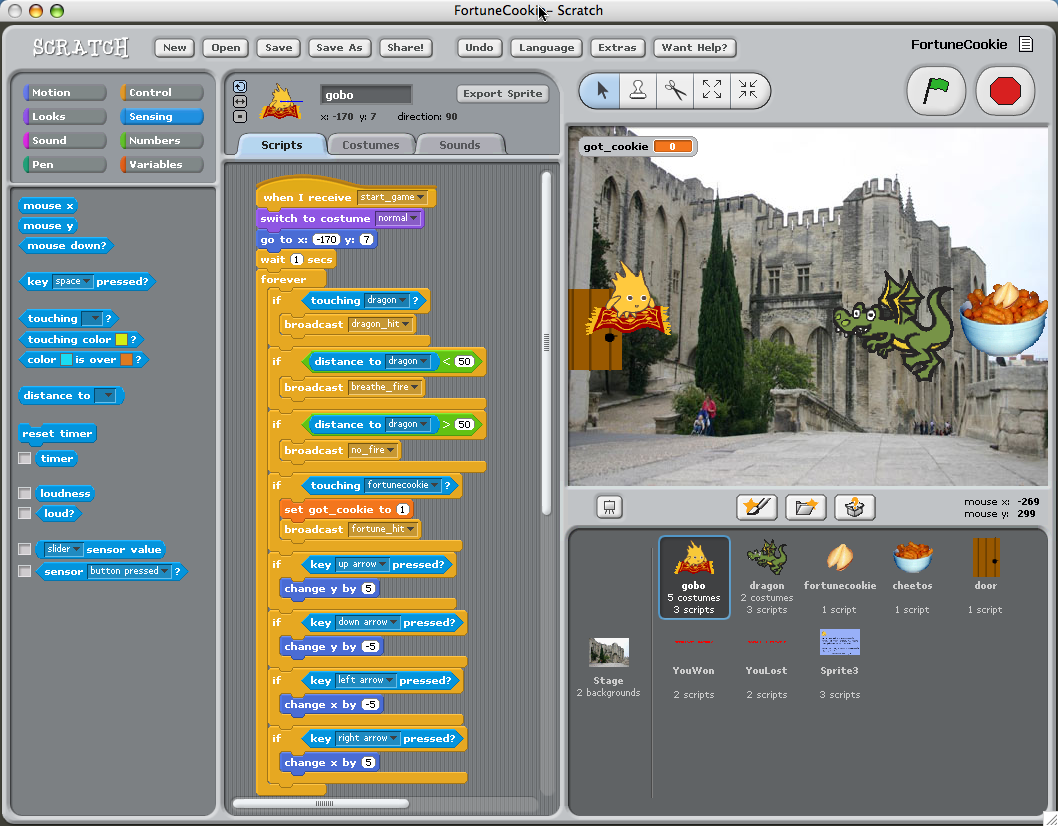 FortuneCookie - Scratch
SCRATCH
New Open Save Save As Share! Undo Language Extras Want Help?
FortuneCookie
Motion Control
Looks Sensing
Sound Numbers
Pen Variables
gobo
Export Sprite
x: -170 y: 7 direction: 90
Scripts Costumes Sounds
mouse x
mouse y
mouse down?
key space pressed?
touching ?
touching color ?
color is over ?
distance to
reset timer
timer
loudness
loud?
slider sensor value
sensor button pressed ?
when I receive start_game
switch to costume normal
go to x: -170 y: 7
wait 1 secs
forever
if touching dragon ?
broadcast dragon_hit
if distance to dragon < 50
broadcast breathe_fire
if distance to dragon > 50
broadcast no_fire
if touching fortunecookie ?
set got_cookie to 1
broadcast fortune_hit
if key up arrow pressed?
change y by 5
if key down arrow pressed?
change y by -5
if key left arrow pressed?
change x by -5
if key right arrow pressed?
change x by 5
got_cookie 0
mouse x: -269
mouse y: 299
gobo
5 costumes
3 scripts
dragon
2 costumes
3 scripts
fortunecookie
1 script
cheetos
1 script
door
1 script
Stage
2 backgrounds
YouWon
2 scripts
YouLost
2 scripts
Sprite3
3 scripts